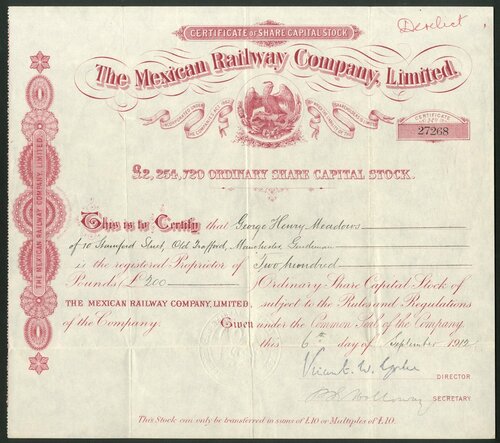 Derelict
CERTIFICATE OF SHARE CAPITAL STOCK
The Mexican Railway Company, Limited.
CERTIFICATE
27268
£2,254,720 ORDINARY SHARE CAPITAL STOCK.
THE MEXICAN RAILWAY COMPANY, LIMITED.
This is to Certify that George Henry Meadows
of 10 Street, Old Trafford, Manchester, Gentleman
is the registered Proprietor of Two hundred
Pounds (£ 200 ) Ordinary Share Capital Stock of
THE MEXICAN RAILWAY COMPANY, LIMITED, subject to the Rules and Regulations
of the Company. Given under the Common Seal of the Company,
this 6th day of September 1912
DIRECTOR.
SECRETARY.
This Stock can only be transferred in sums of £10 or Multiples of £10.